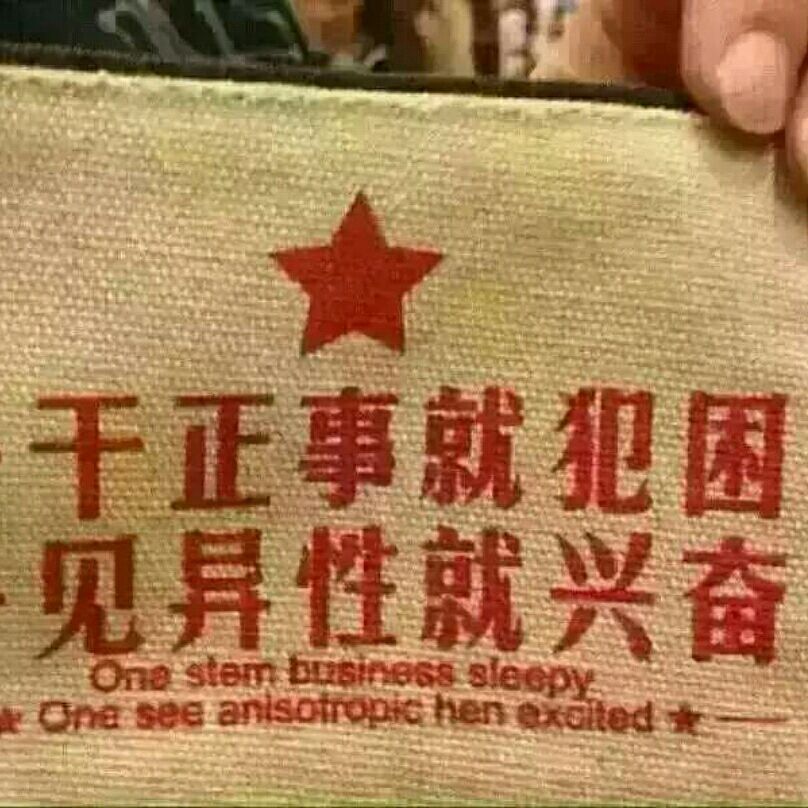 干正事就犯困
见异性就兴奋
One stem business sleepy
One see anisotropic hen excited